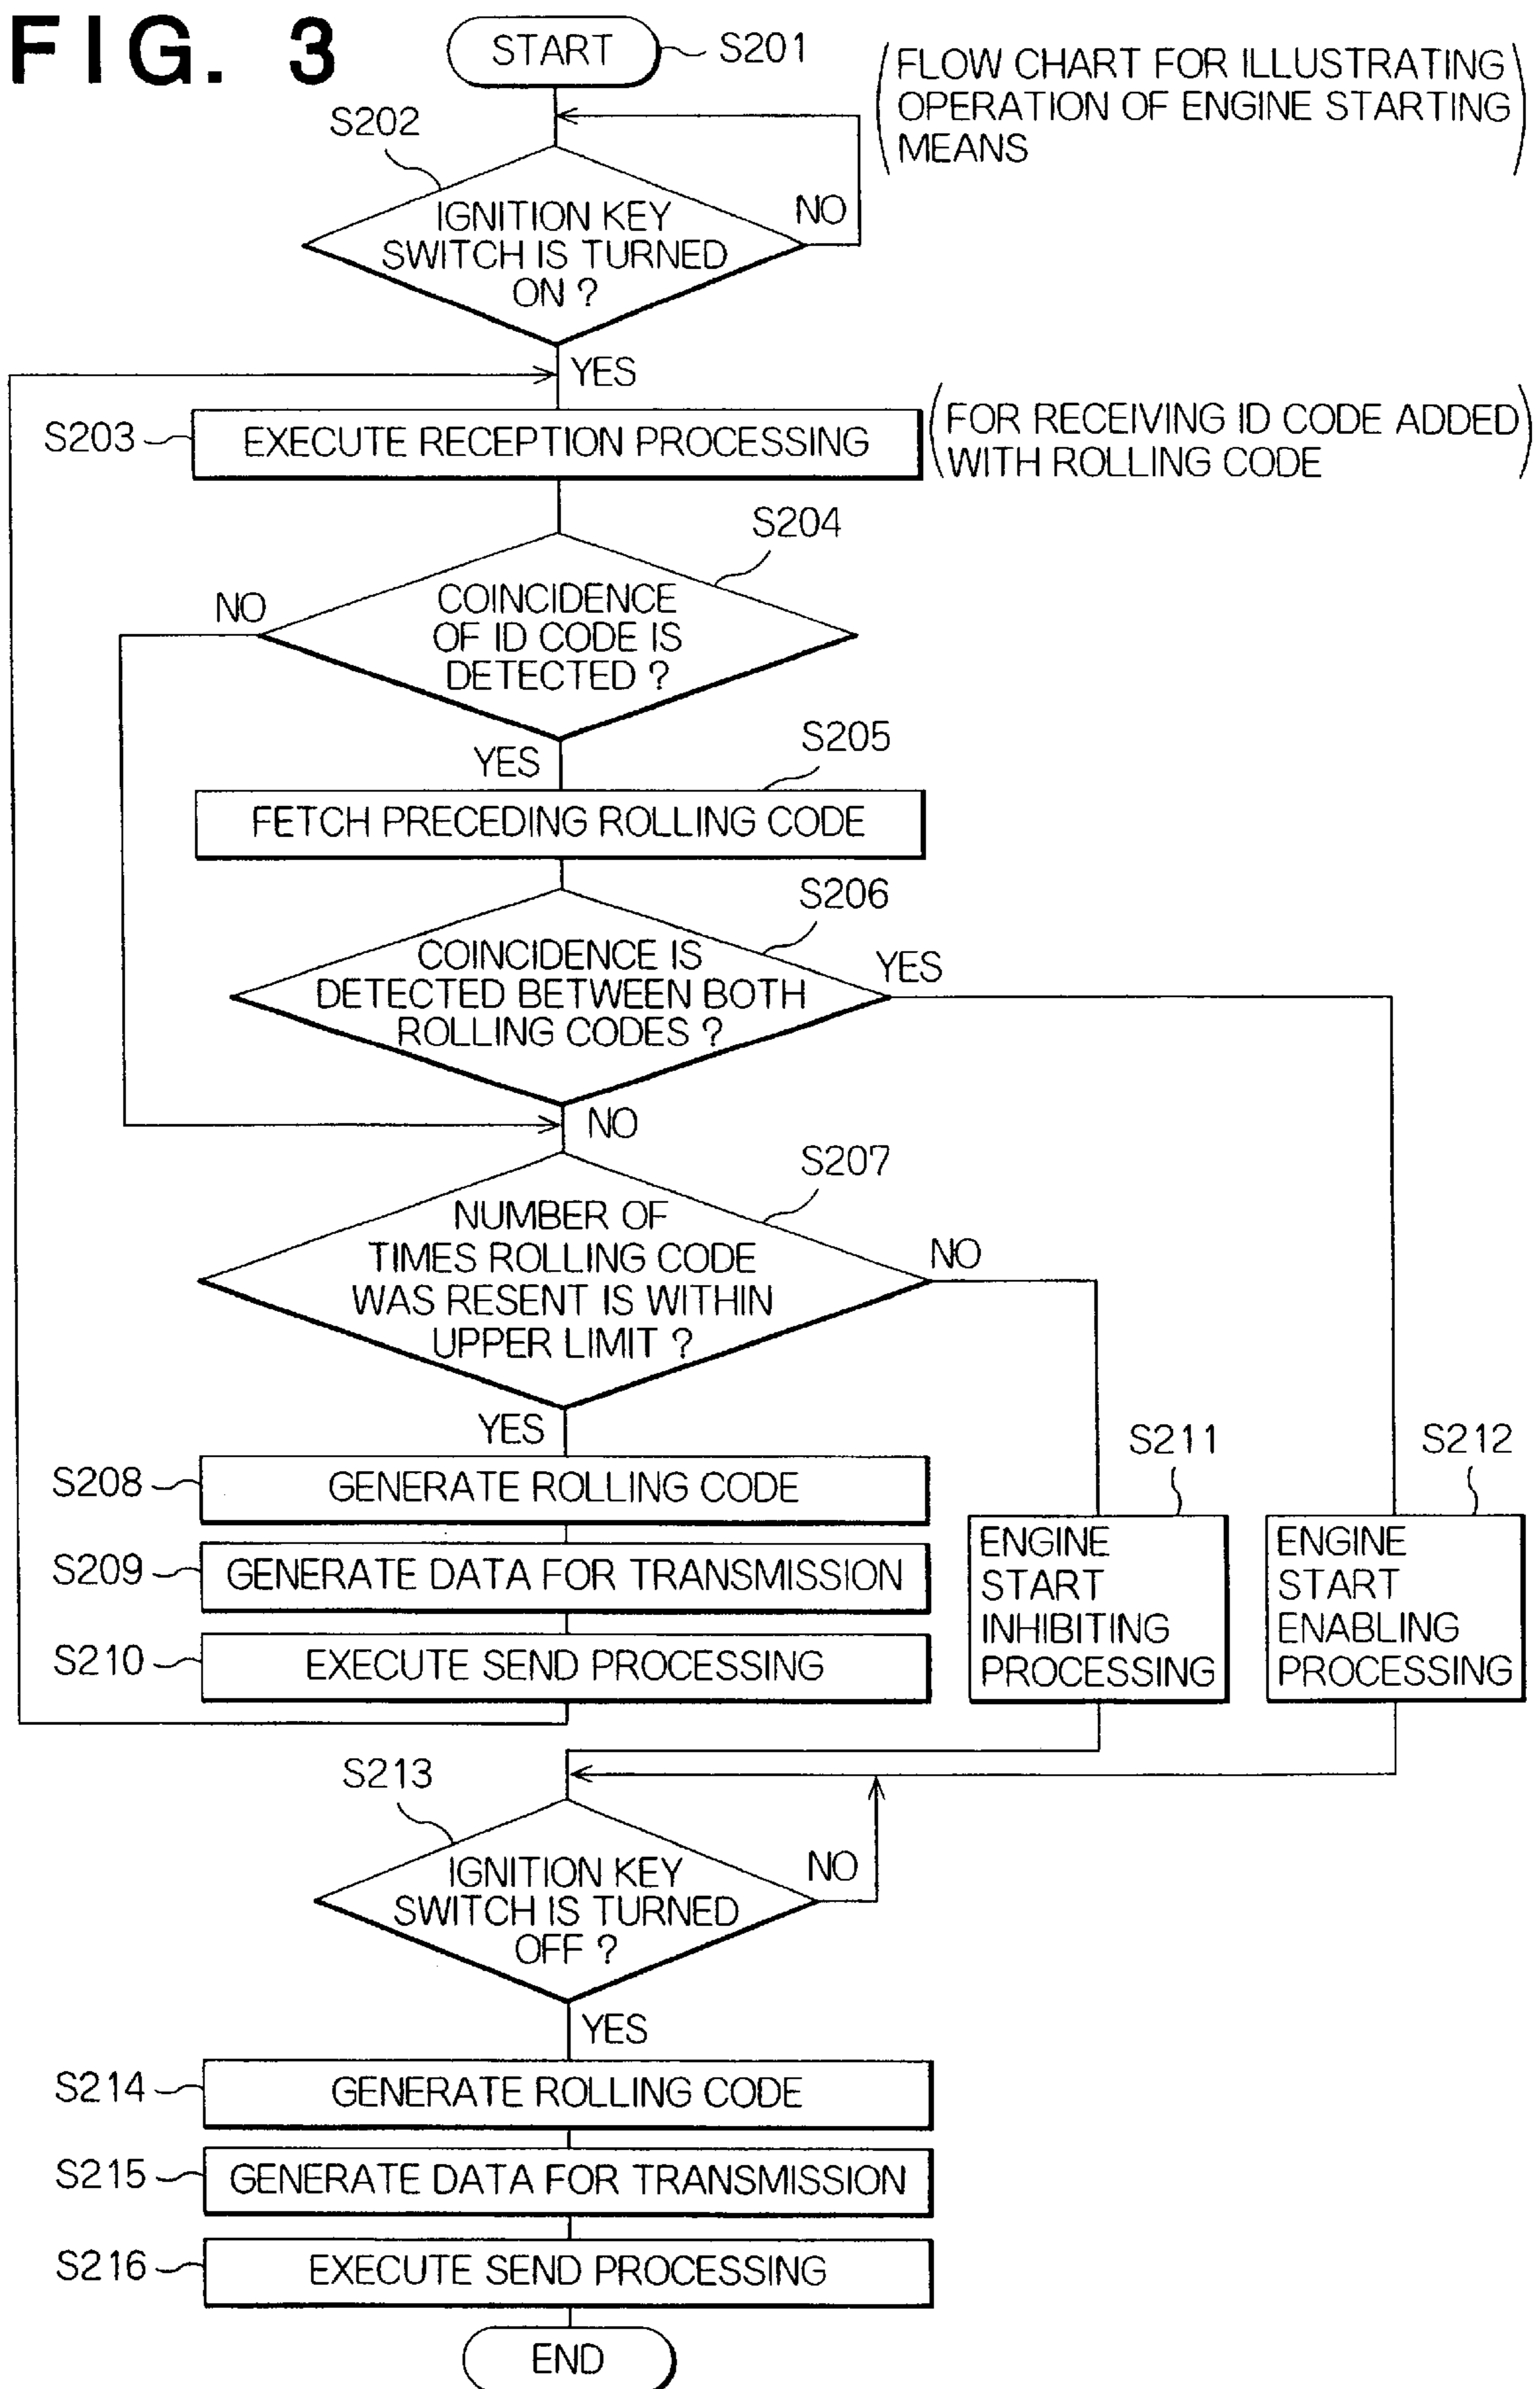 FIG. 3
START
S201
(FLOW CHART FOR ILLUSTRATING
OPERATION OF ENGINE STARTING
MEANS)
S202
IGNITION KEY
SWITCH IS TURNED
ON ?
NO
YES
S203
EXECUTE RECEPTION PROCESSING
(FOR RECEIVING ID CODE ADDED
WITH ROLLING CODE)
S204
COINCIDENCE
OF ID CODE IS
DETECTED ?
NO
YES
S205
FETCH PRECEDING ROLLING CODE
S206
COINCIDENCE IS
DETECTED BETWEEN BOTH
ROLLING CODES ?
YES
NO
S207
NUMBER OF
TIMES ROLLING CODE
WAS RESENT IS WITHIN
UPPER LIMIT ?
NO
YES
S208
GENERATE ROLLING CODE
S209
GENERATE DATA FOR TRANSMISSION
S210
EXECUTE SEND PROCESSING
S211
ENGINE
START
INHIBITING
PROCESSING
S212
ENGINE
START
ENABLING
PROCESSING
S213
IGNITION KEY
SWITCH IS TURNED
OFF ?
NO
YES
S214
GENERATE ROLLING CODE
S215
GENERATE DATA FOR TRANSMISSION
S216
EXECUTE SEND PROCESSING
END